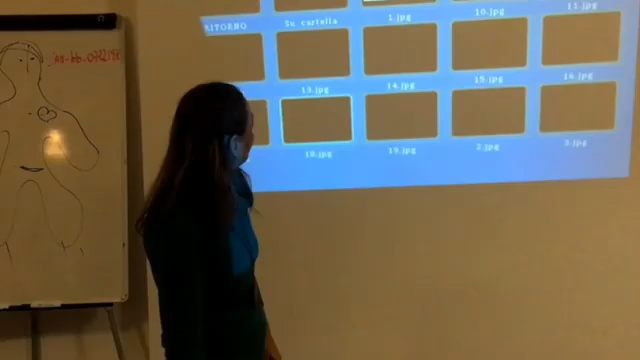 RITORNO Su cartella 1.jpg 10.jpg 11.jpg
13.jpg 14.jpg 15.jpg 16.jpg
18.jpg 19.jpg 2.jpg 3.jpg